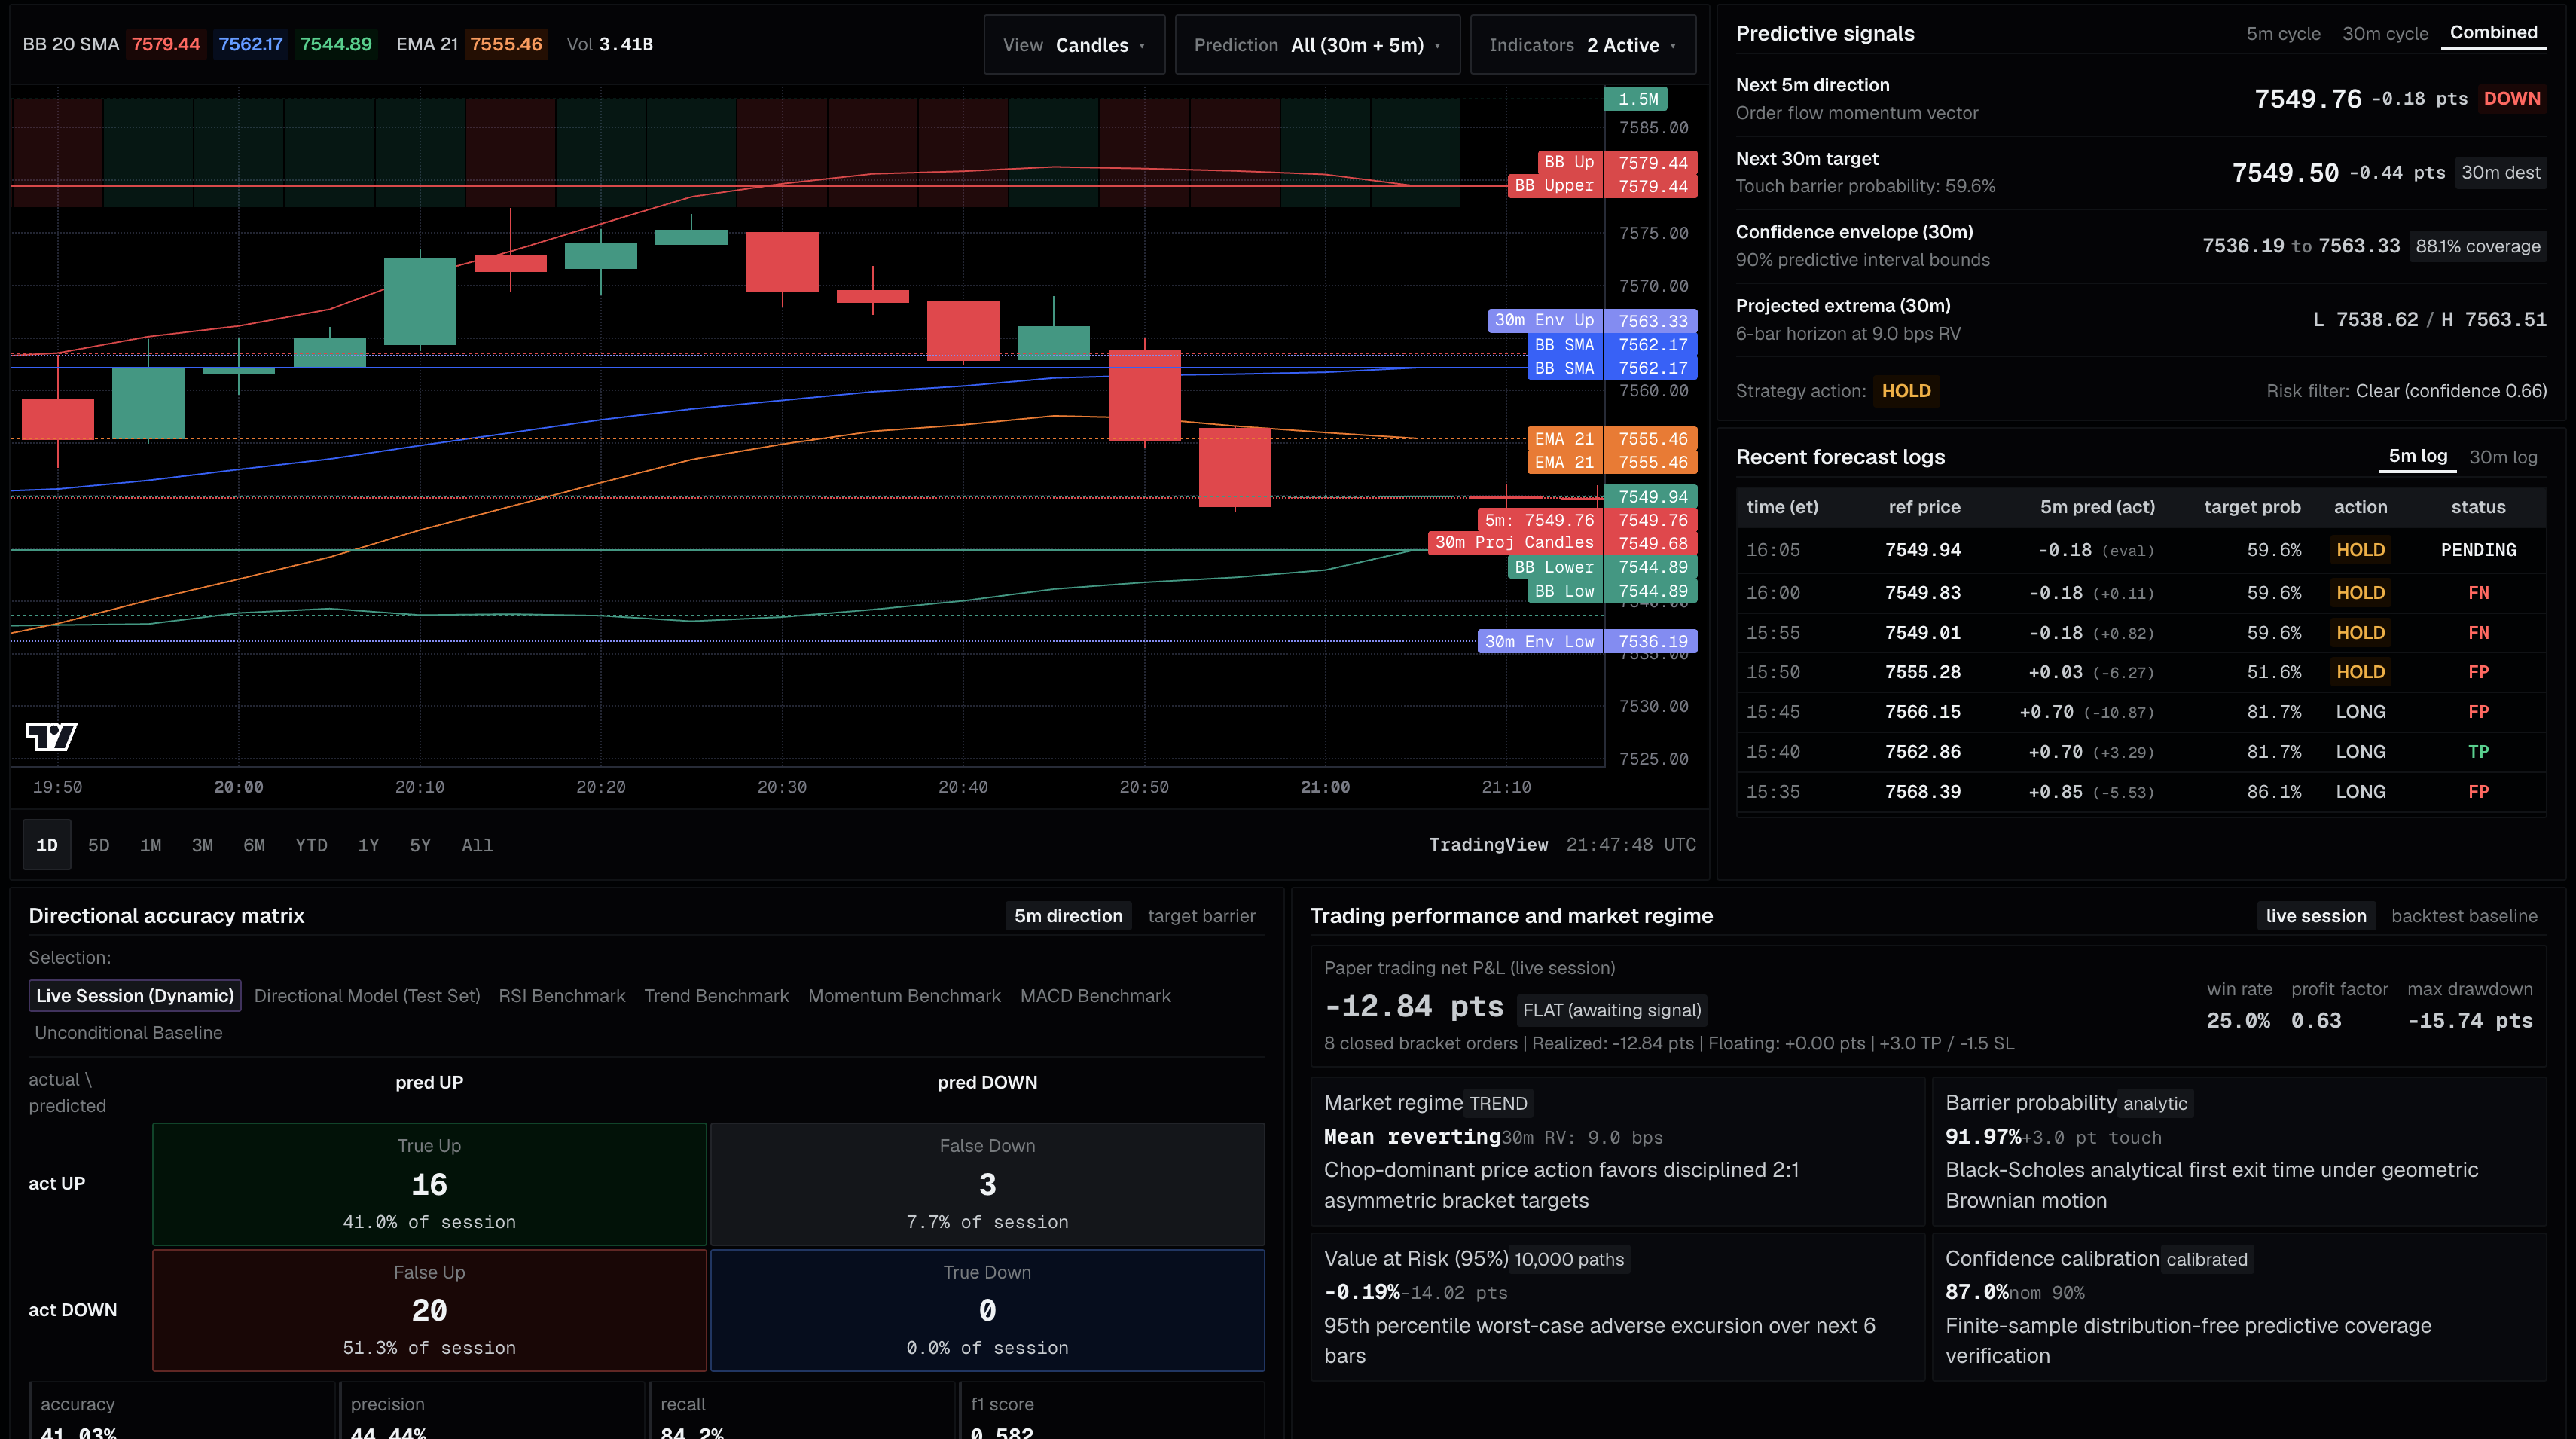 BB 20 SMA 7579.44 7562.17 7544.89 EMA 21 7555.46 Vol 3.41B
View Candles Prediction All (30m + 5m) Indicators 2 Active
1.5M
7585.00
BB Up 7579.44
BB Upper 7579.44
7575.00
7570.00
30m Env Up 7563.33
BB SMA 7562.17
BB SMA 7562.17
7560.00
EMA 21 7555.46
EMA 21 7555.46
7549.94
5m: 7549.76 7549.76
30m Proj Candles 7549.68
BB Lower 7544.89
BB Low 7544.89
30m Env Low 7536.19
7535.00
7530.00
7525.00
19:50 20:00 20:10 20:20 20:30 20:40 20:50 21:00 21:10
1D 5D 1M 3M 6M YTD 1Y 5Y All
TradingView 21:47:48 UTC
Predictive signals
5m cycle 30m cycle Combined
Next 5m direction
Order flow momentum vector
7549.76 -0.18 pts DOWN
Next 30m target
Touch barrier probability: 59.6%
7549.50 -0.44 pts 30m dest
Confidence envelope (30m)
90% predictive interval bounds
7536.19 to 7563.33 88.1% coverage
Projected extrema (30m)
6-bar horizon at 9.0 bps RV
L 7538.62 / H 7563.51
Strategy action: HOLD
Risk filter: Clear (confidence 0.66)
Recent forecast logs
5m log 30m log
time (et) ref price 5m pred (act) target prob action status
16:05 7549.94 -0.18 (eval) 59.6% HOLD PENDING
16:00 7549.83 -0.18 (+0.11) 59.6% HOLD FN
15:55 7549.01 -0.18 (+0.82) 59.6% HOLD FN
15:50 7555.28 +0.03 (-6.27) 51.6% HOLD FP
15:45 7566.15 +0.70 (-10.87) 81.7% LONG FP
15:40 7562.86 +0.70 (+3.29) 81.7% LONG TP
15:35 7568.39 +0.85 (-5.53) 86.1% LONG FP
Directional accuracy matrix
5m direction target barrier
Selection:
Live Session (Dynamic) Directional Model (Test Set) RSI Benchmark Trend Benchmark Momentum Benchmark MACD Benchmark
Unconditional Baseline
actual \
predicted
pred UP pred DOWN
act UP
True Up
16
41.0% of session
False Down
3
7.7% of session
act DOWN
False Up
20
51.3% of session
True Down
0
0.0% of session
accuracy precision recall f1 score
41.03% 44.44% 84.2% 0.582
Trading performance and market regime
live session backtest baseline
Paper trading net P&L (live session)
-12.84 pts FLAT (awaiting signal)
8 closed bracket orders | Realized: -12.84 pts | Floating: +0.00 pts | +3.0 TP / -1.5 SL
win rate profit factor max drawdown
25.0% 0.63 -15.74 pts
Market regime TREND
Mean reverting 30m RV: 9.0 bps
Chop-dominant price action favors disciplined 2:1
asymmetric bracket targets
Barrier probability analytic
91.97% +3.0 pt touch
Black-Scholes analytical first exit time under geometric
Brownian motion
Value at Risk (95%) 10,000 paths
-0.19% -14.02 pts
95th percentile worst-case adverse excursion over next 6
bars
Confidence calibration calibrated
87.0% nom 90%
Finite-sample distribution-free predictive coverage
verification